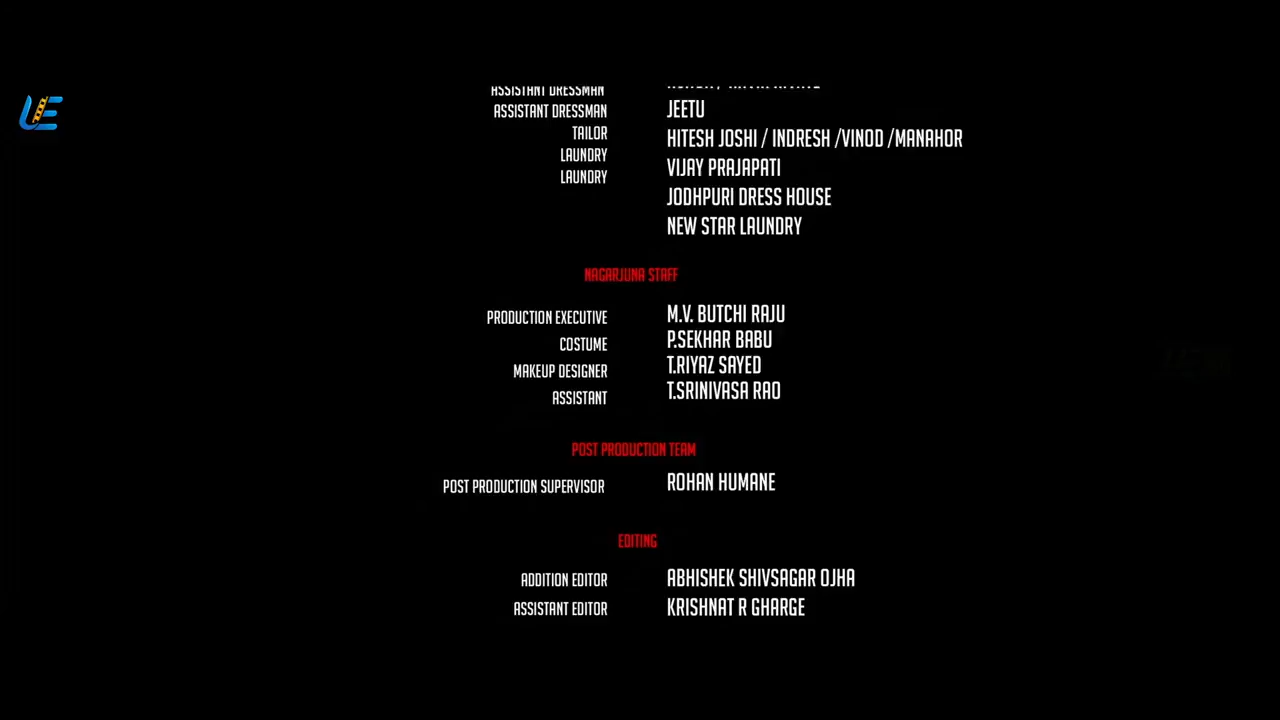 ASSISTANT DRESSMAN
ASSISTANT DRESSMAN JEETU
TAILOR HITESH JOSHI / INDRESH /VINOD /MANAHOR
LAUNDRY VIJAY PRAJAPATI
LAUNDRY JODHPURI DRESS HOUSE
NEW STAR LAUNDRY
NAGARJUNA STAFF
PRODUCTION EXECUTIVE M.V. BUTCHI RAJU
COSTUME P.SEKHAR BABU
MAKEUP DESIGNER T.RIYAZ SAYED
ASSISTANT T.SRINIVASA RAO
POST PRODUCTION TEAM
POST PRODUCTION SUPERVISOR ROHAN HUMANE
EDITING
ADDITION EDITOR ABHISHEK SHIVSAGAR OJHA
ASSISTANT EDITOR KRISHNAT R GHARGE